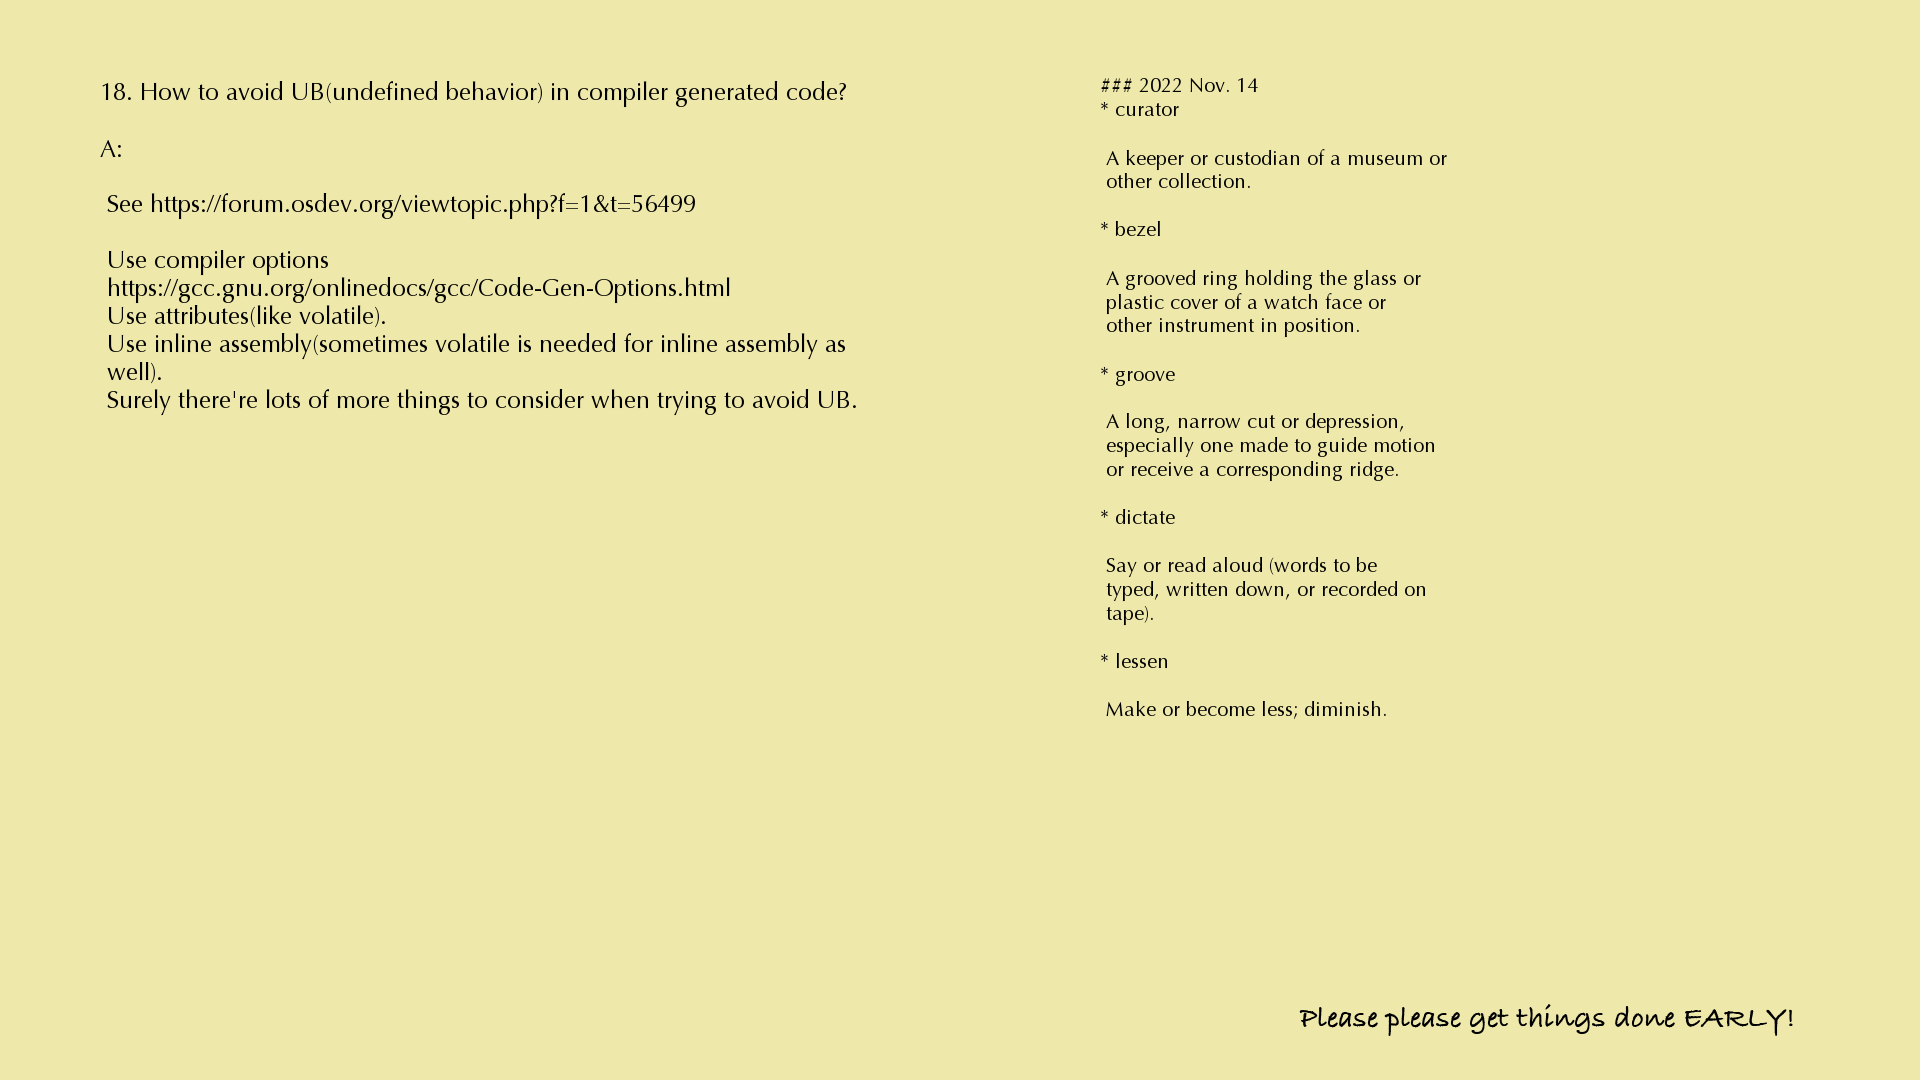 18. How to avoid UB(undefined behavior) in compiler generated code?
A:
See https://forum.osdev.org/viewtopic.php?f=1&t=56499
Use compiler options
https://gcc.gnu.org/onlinedocs/gcc/Code-Gen-Options.html
Use attributes(like volatile).
Use inline assembly(sometimes volatile is needed for inline assembly as
well).
Surely there're lots of more things to consider when trying to avoid UB.
### 2022 Nov. 14
* curator
A keeper or custodian of a museum or
other collection.
* bezel
A grooved ring holding the glass or
plastic cover of a watch face or
other instrument in position.
* groove
A long, narrow cut or depression,
especially one made to guide motion
or receive a corresponding ridge.
* dictate
Say or read aloud (words to be
typed, written down, or recorded on
tape).
* lessen
Make or become less; diminish.
Please please get things done EARLY!